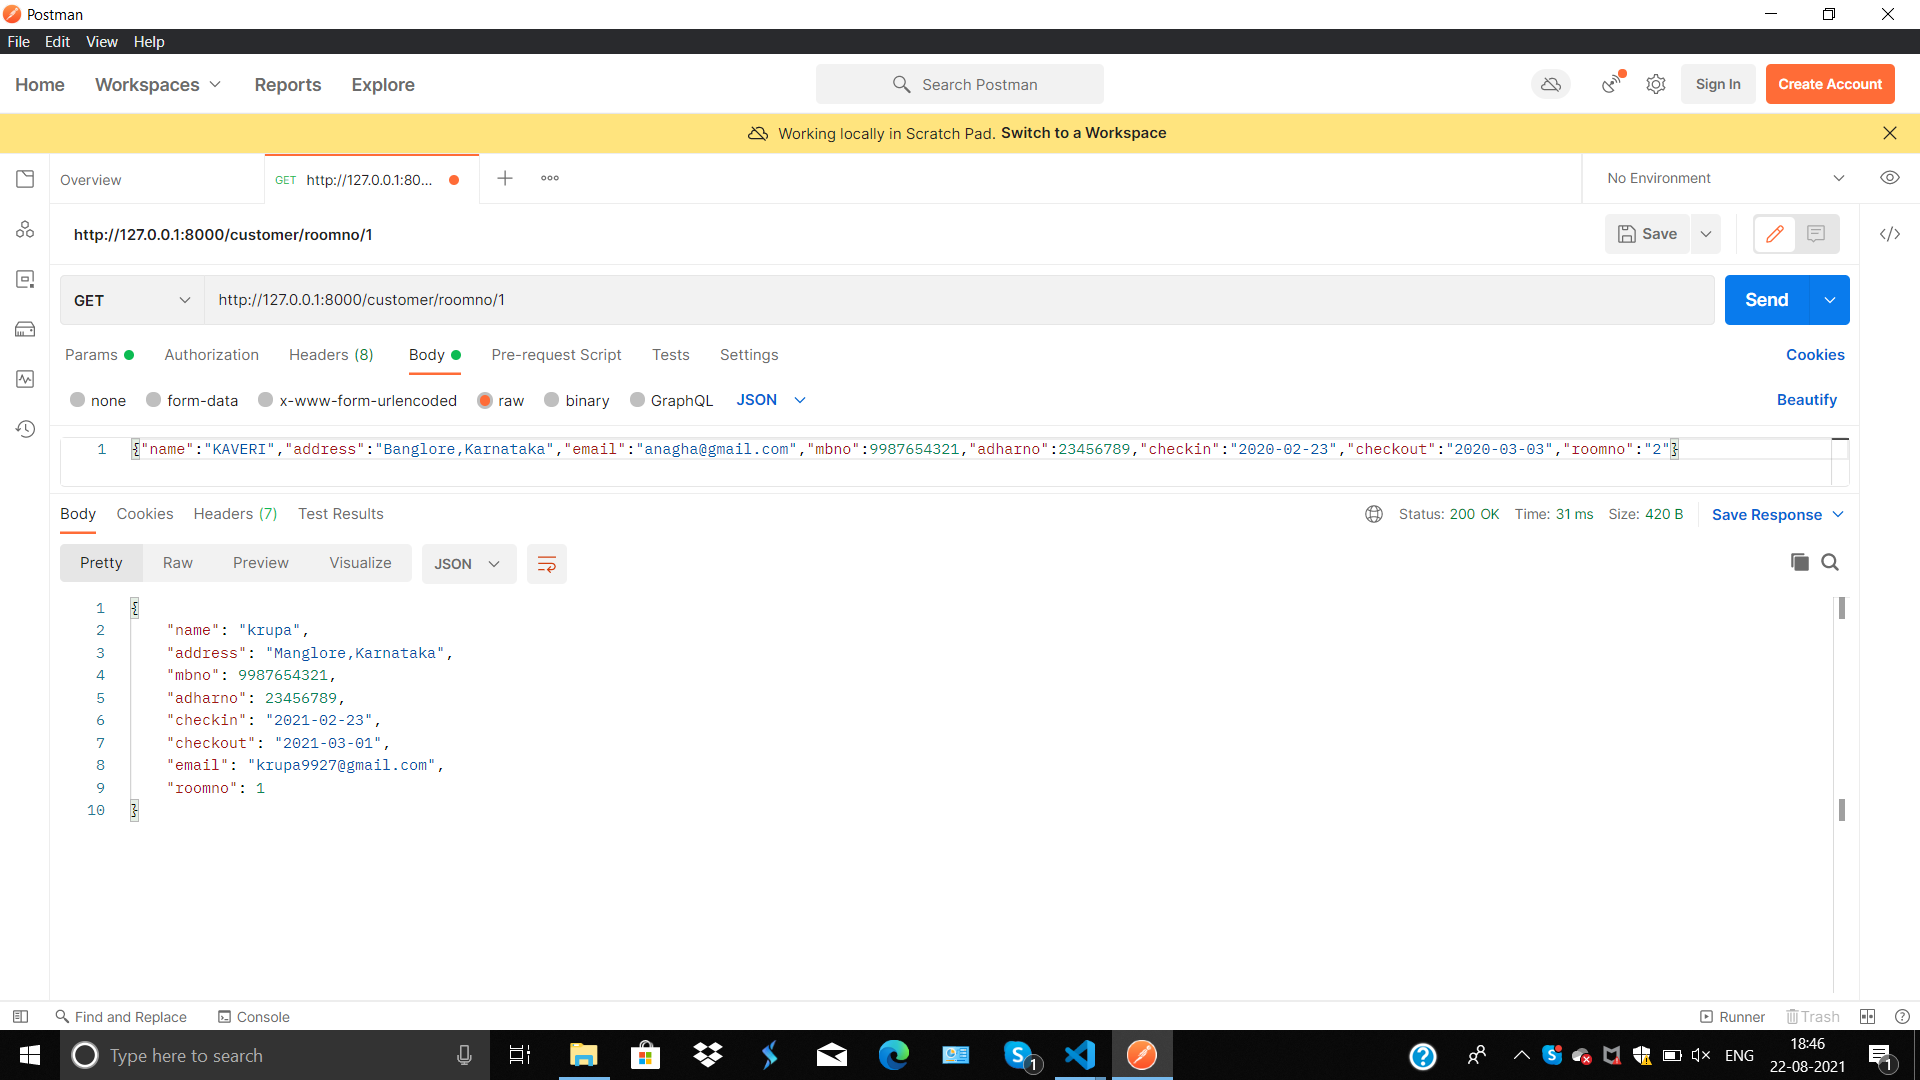 Postman
File Edit View Help
Home Workspaces Reports Explore Search Postman Sign In Create Account
Working locally in Scratch Pad. Switch to a Workspace
Overview GET http://127.0.0.1:80... No Environment
http://127.0.0.1:8000/customer/roomno/1 Save
GET http://127.0.0.1:8000/customer/roomno/1 Send
Params Authorization Headers (8) Body Pre-request Script Tests Settings Cookies
none form-data x-www-form-urlencoded raw binary GraphQL JSON Beautify
1 {"name":"KAVERI","address":"Banglore,Karnataka","email":"anagha@gmail.com","mbno":9987654321,"adharno":23456789,"checkin":"2020-02-23","checkout":"2020-03-03","roomno":"2"}
Body Cookies Headers (7) Test Results Status: 200 OK Time: 31 ms Size: 420 B Save Response
Pretty Raw Preview Visualize JSON
1 {
2 "name": "krupa",
3 "address": "Manglore,Karnataka",
4 "mbno": 9987654321,
5 "adharno": 23456789,
6 "checkin": "2021-02-23",
7 "checkout": "2021-03-01",
8 "email": "krupa9927@gmail.com",
9 "roomno": 1
10 }
Find and Replace Console Runner Trash
Type here to search 1 ENG 18:46 1
22-08-2021